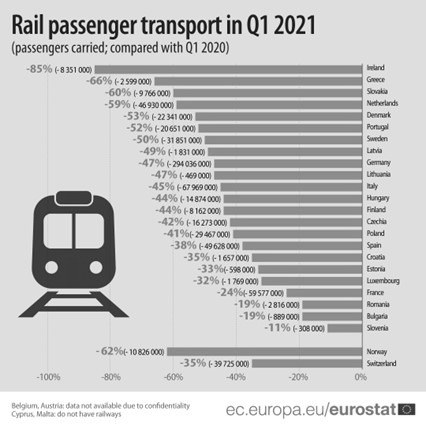 Rail passenger transport in Q1 2021
(passengers carried; compared with Q1 2020)
-85% (- 8 351 000) Ireland
-66% (- 2 599 000) Greece
-60% (- 9 766 000) Slovakia
-59% (- 46 930 000) Netherlands
-53% (- 22 341 000) Denmark
-52% (- 20 651 000) Portugal
-50% (- 31 851 000) Sweden
-49% (- 1 831 000) Latvia
-47% (- 294 036 000) Germany
-47% (- 469 000) Lithuania
-45% (- 67 969 000) Italy
-44% (- 14 874 000) Hungary
-44% (- 8 162 000) Finland
-42% (- 16 273 000) Czechia
-41% (- 29 467 000) Poland
-38% (- 49 628 000) Spain
-35% (- 1 657 000) Croatia
-33% (- 598 000) Estonia
-32% (- 1 769 000) Luxembourg
-24% (- 59 577 000) France
-19% (- 2 816 000) Romania
-19% (- 889 000) Bulgaria
-11% (- 308 000) Slovenia
-62% (- 10 826 000) Norway
-35% (- 39 725 000) Switzerland
-100% -80% -60% -40% -20% 0%
Belgium, Austria: data not available due to confidentiality
Cyprus, Malta: do not have railways
ec.europa.eu/eurostat